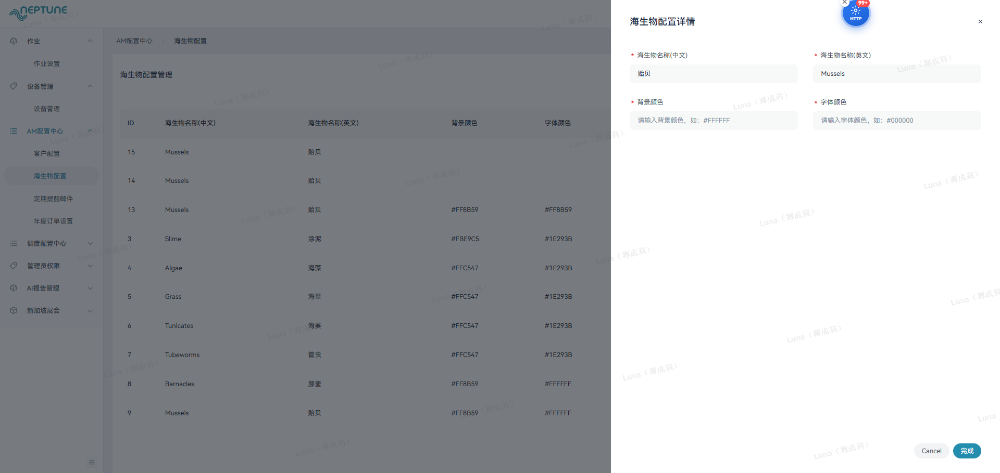 NEPTUNE
作业
作业设置
设备管理
设备管理
AM配置中心
客户配置
海生物配置
定期提醒邮件
年度订单设置
调度配置中心
管理员权限
AI报告管理
新加坡展会
AM配置中心 / 海生物配置
海生物配置管理
ID 海生物名称(中文) 海生物名称(英文) 背景颜色 字体颜色
15 Mussels 贻贝
14 Mussels 贻贝
13 Mussels 贻贝 #FF8B59 #FF8B59
3 Slime 涂泥 #FBE9C5 #1E293B
4 Algae 海藻 #FFC547 #1E293B
5 Grass 海草 #FFC547 #1E293B
6 Tunicates 海葵 #FFC547 #1E293B
7 Tubeworms 管虫 #FFC547 #1E293B
8 Barnacles 藤壶 #FF8B59 #FFFFFF
9 Mussels 贻贝 #FF8B59 #FFFFFF
海生物配置详情
99+
HTTP
* 海生物名称(中文)
贻贝
* 海生物名称(英文)
Mussels
* 背景颜色
请输入背景颜色，如：#FFFFFF
* 字体颜色
请输入字体颜色，如：#000000
Cancel 完成
Luna（薄成莉）